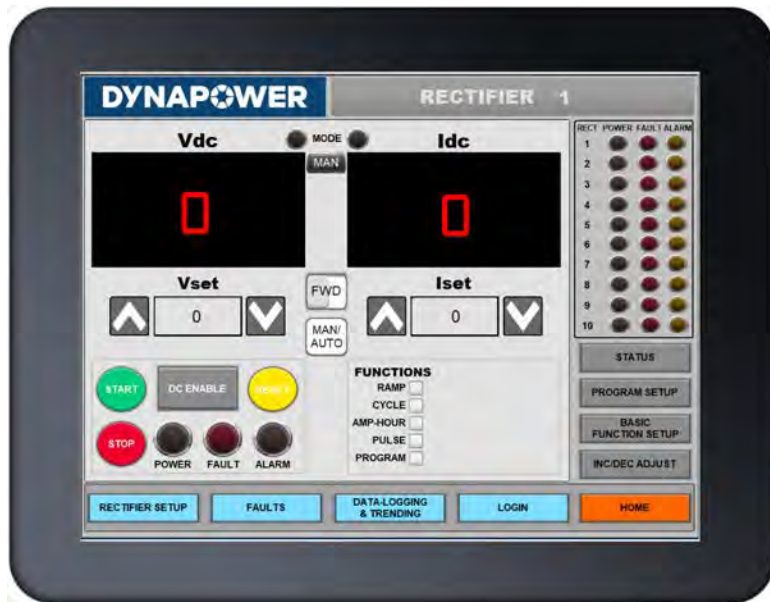 DYNAPOWER
RECTIFIER 1
Vdc
MODE
Idc
MAN
0
0
Vset
Iset
FWD
0
0
MAN/
AUTO
RECT POWER FAULT ALARM
1
2
3
4
5
6
7
8
9
10
START
DC ENABLE
RESET
STOP
POWER FAULT ALARM
FUNCTIONS
RAMP
CYCLE
AMP-HOUR
PULSE
PROGRAM
STATUS
PROGRAM SETUP
BASIC
FUNCTION SETUP
INC/DEC ADJUST
RECTIFIER SETUP
FAULTS
DATA-LOGGING
& TRENDING
LOGIN
HOME